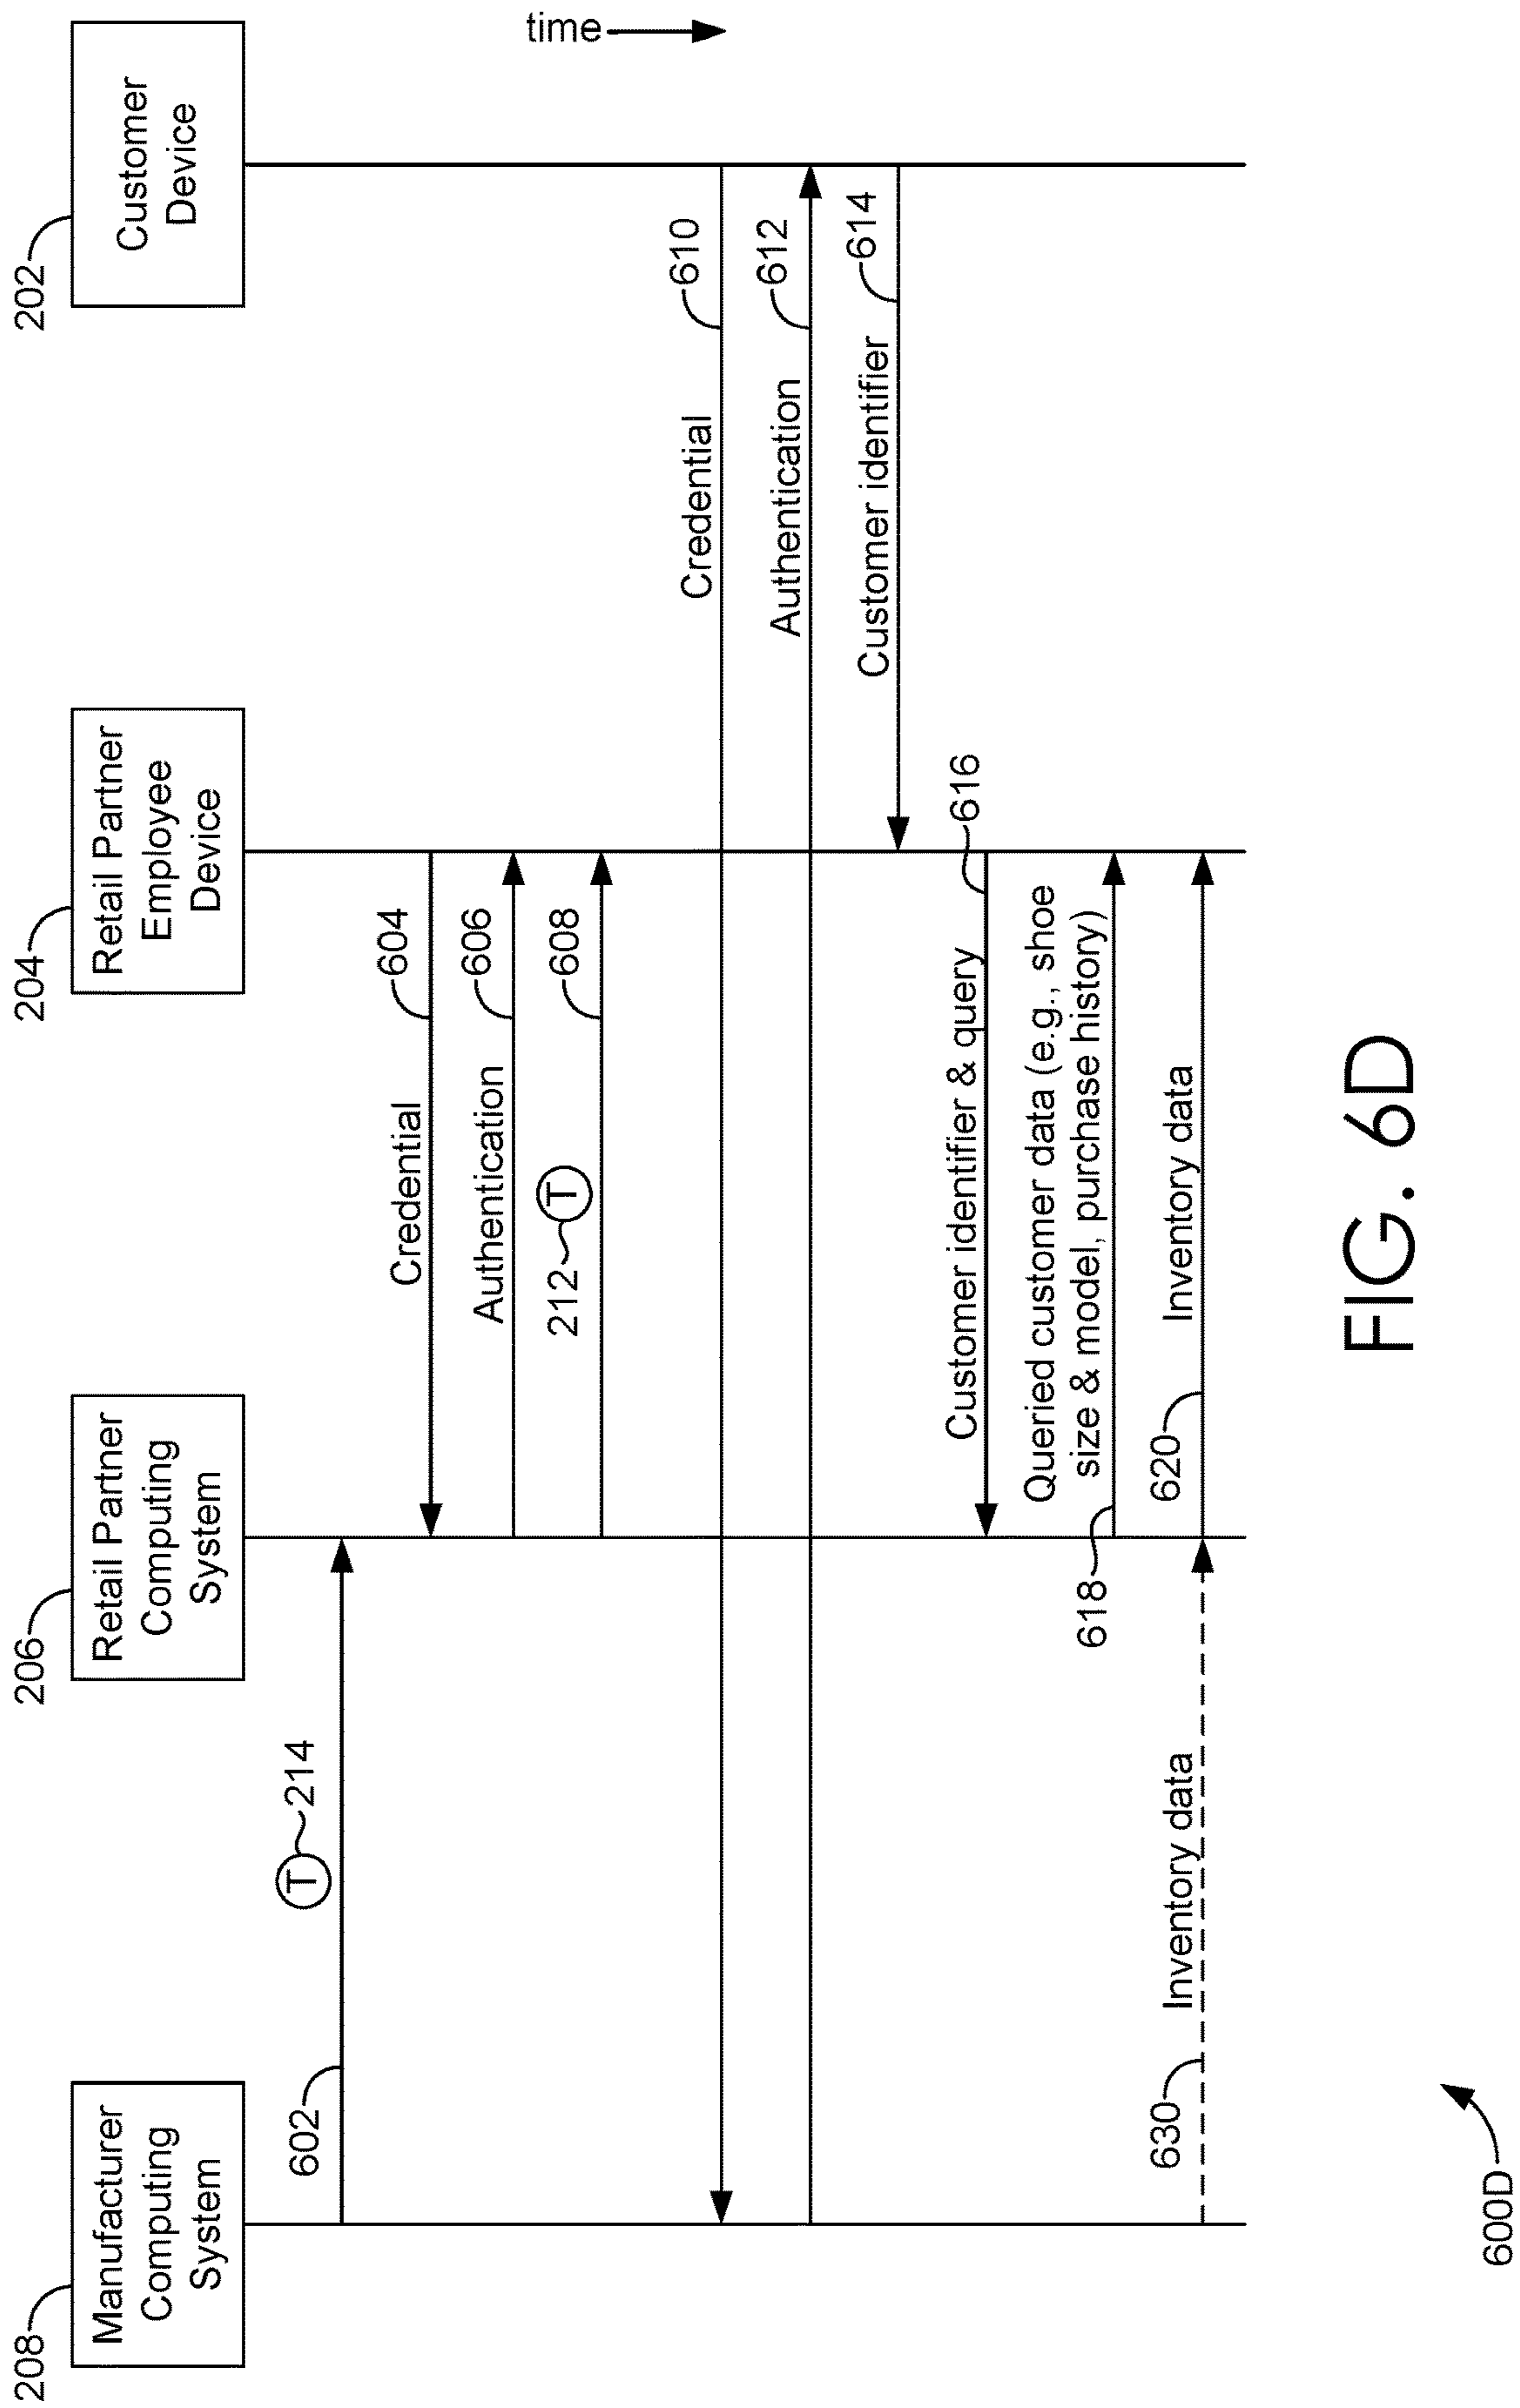 208
Manufacturer
Computing
System
206
Retail Partner
Computing
System
204
Retail Partner
Employee
Device
202
Customer
Device
time
602
T
214
604
Credential
606
Authentication
212
T
608
Credential
610
Authentication
612
Customer identifier
614
616
Customer identifier & query
Queried customer data (e.g., shoe
size & model, purchase history)
618
620
Inventory data
630
Inventory data
600D
FIG. 6D